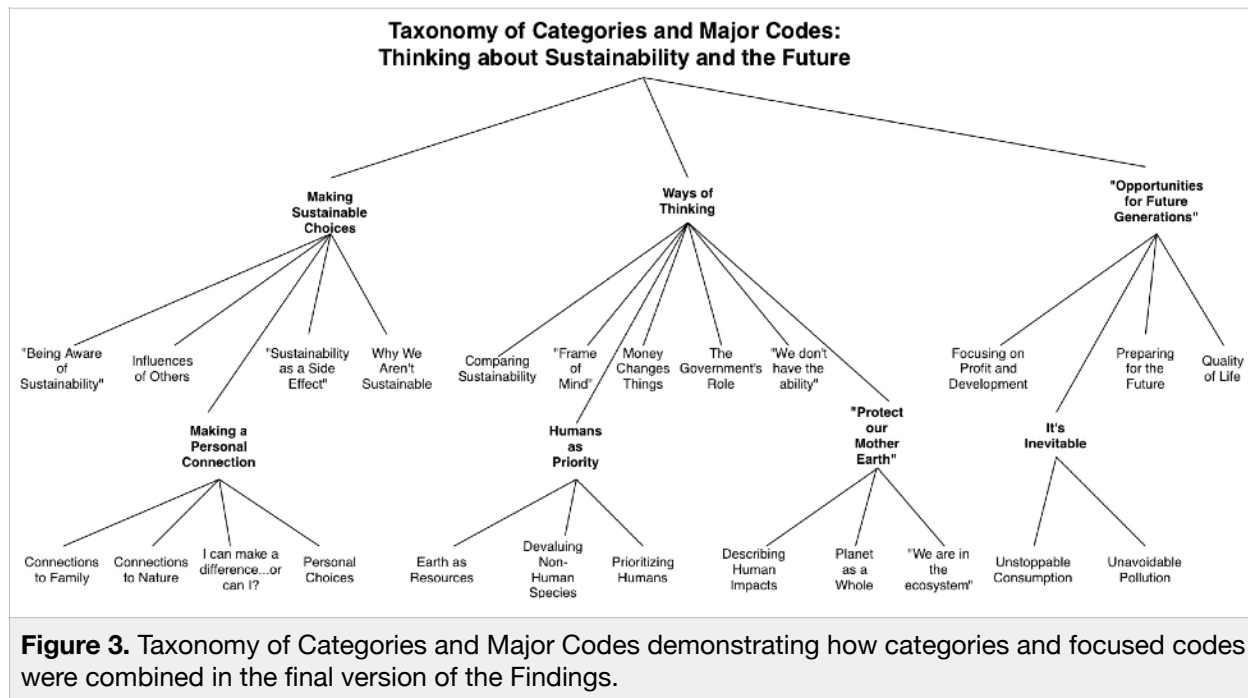 Taxonomy of Categories and Major Codes:
Thinking about Sustainability and the Future
Making
Sustainable
Choices
Ways of
Thinking
"Opportunities
for Future
Generations"
"Being Aware
of
Sustainability"
Influences
of Others
"Sustainability
as a Side
Effect"
Why We
Aren't
Sustainable
Comparing
Sustainability
"Frame
of
Mind"
Money
Changes
Things
The
Government's
Role
"We don't
have the
ability"
Focusing on
Profit and
Development
Preparing
for the
Future
Quality
of Life
Making a
Personal
Connection
Humans
as
Priority
"Protect
our
Mother
Earth"
It's
Inevitable
Connections
to Family
Connections
to Nature
I can make a
difference...or
can I?
Personal
Choices
Earth as
Resources
Devaluing
Non-
Human
Species
Prioritizing
Humans
Describing
Human
Impacts
Planet
as a
Whole
"We are in
the
ecosystem"
Unstoppable
Consumption
Unavoidable
Pollution
Figure 3. Taxonomy of Categories and Major Codes demonstrating how categories and focused codes
were combined in the final version of the Findings.